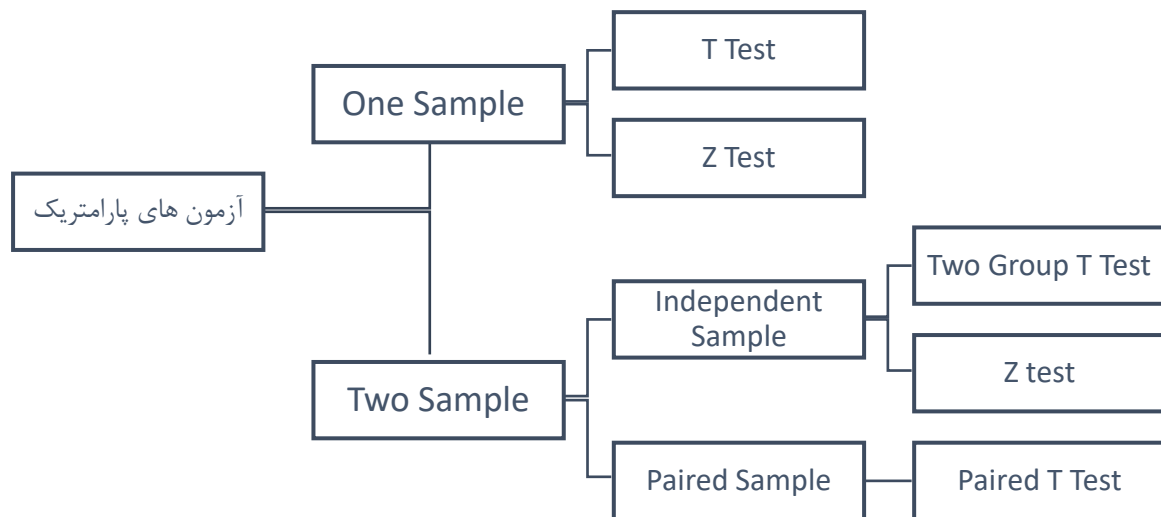 آزمون های پارامتریک
One Sample
T Test
Z Test
Two Sample
Independent
Sample
Two Group T Test
Z test
Paired Sample
Paired T Test